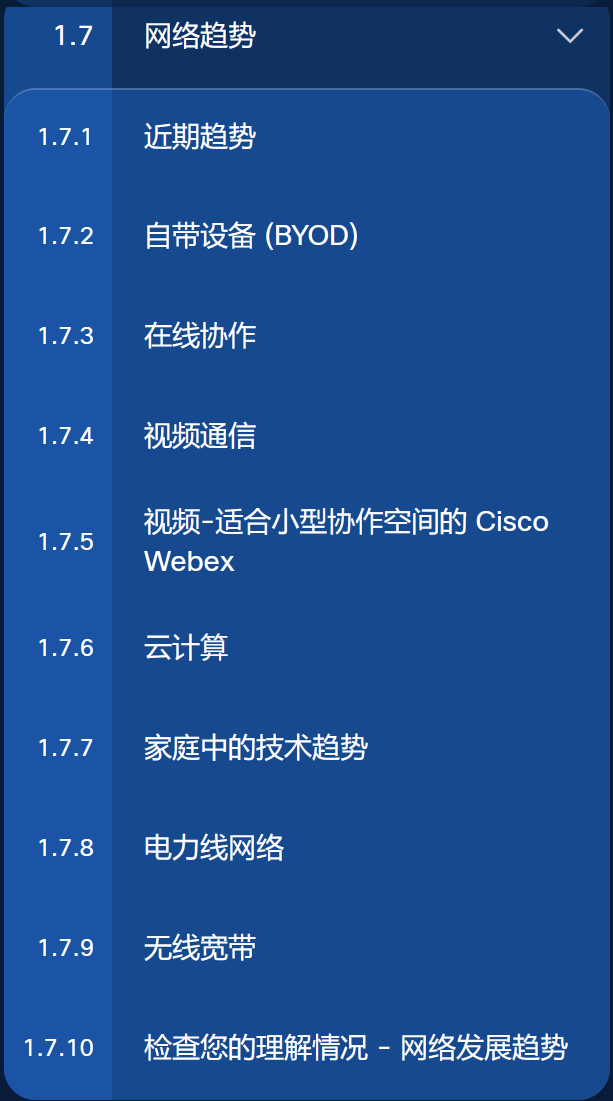 1.7 网络趋势
1.7.1 近期趋势
1.7.2 自带设备 (BYOD)
1.7.3 在线协作
1.7.4 视频通信
1.7.5 视频-适合小型协作空间的 Cisco
Webex
1.7.6 云计算
1.7.7 家庭中的技术趋势
1.7.8 电力线网络
1.7.9 无线宽带
1.7.10 检查您的理解情况 - 网络发展趋势